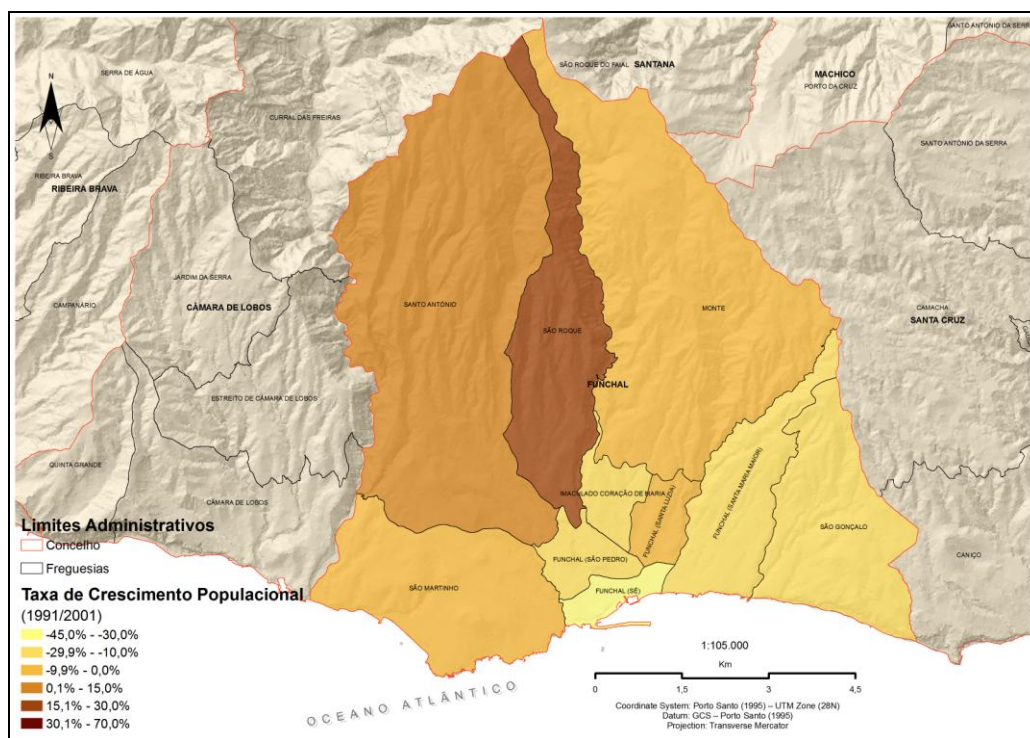 SANTO ANTÓNIO DA SERRA
SÃO ROQUE DO FAIAL
SANTANA
SERRA DE ÁGUA
MACHICO
PORTO DA CRUZ
N
S
CURRAL DAS FREIRAS
SANTO ANTÓNIO DA SERRA
RIBEIRA BRAVA
RIBEIRA BRAVA
JARDIM DA SERRA
CAMPANÁRIO
CÂMARA DE LOBOS
SANTO ANTÓNIO
SÃO ROQUE
MONTE
CAMACHA
SANTA CRUZ
FUNCHAL
ESTREITO DE CÂMARA DE LOBOS
QUINTA GRANDE
CÂMARA DE LOBOS
IMACULADO CORAÇÃO DE MARIA
FUNCHAL (SANTA LUZIA)
FUNCHAL (SANTA MARIA MAIOR)
SÃO GONÇALO
CANIÇO
FUNCHAL (SÃO PEDRO)
SÃO MARTINHO
FUNCHAL (SÉ)
Limites Administrativos
Concelho
Freguesias
Taxa de Crescimento Populacional
(1991/2001)
-45,0% - -30,0%
-29,9% - -10,0%
-9,9% - 0,0%
0,1% - 15,0%
15,1% - 30,0%
30,1% - 70,0%
OCEANO ATLÂNTICO
1:105.000
Km
0 1,5 3 4,5
Coordinate System: Porto Santo (1995) – UTM Zone (28N)
Datum: GCS – Porto Santo (1995)
Projection: Transverse Mercator